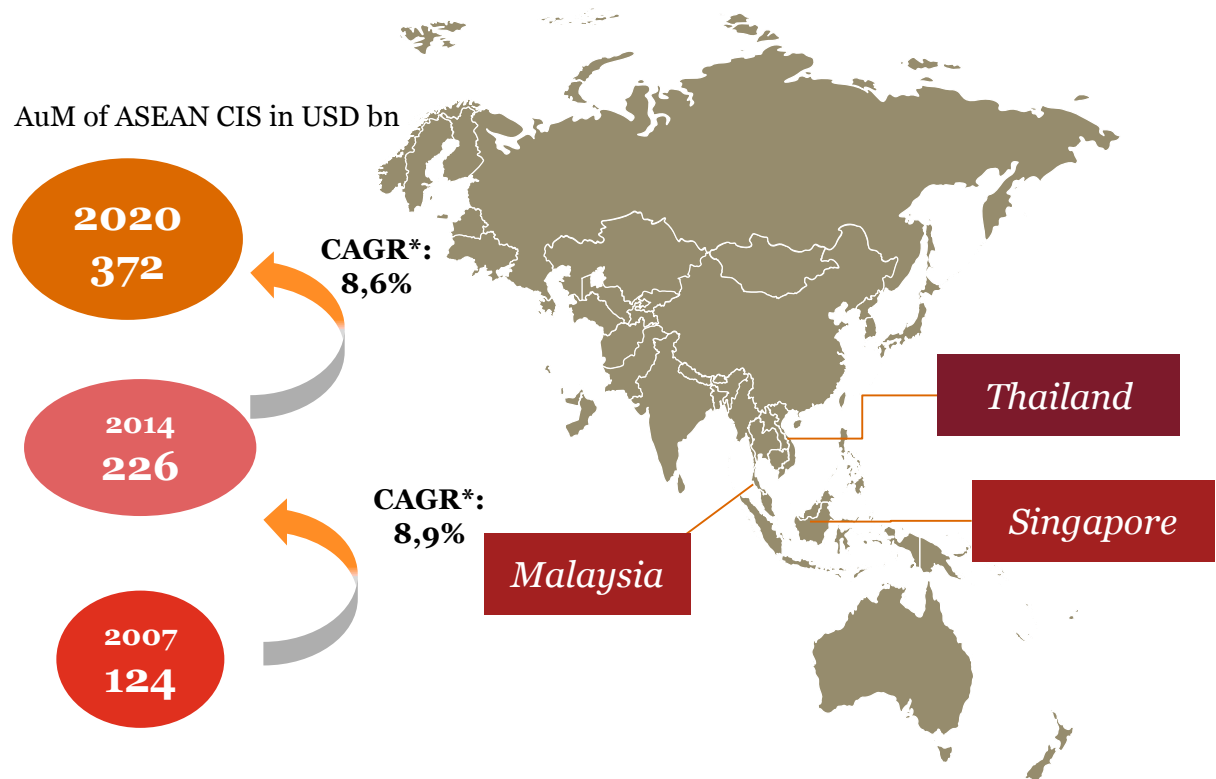 AuM of ASEAN CIS in USD bn
2020
372
CAGR*:
8,6%
2014
226
CAGR*:
8,9%
2007
124
Thailand
Singapore
Malaysia